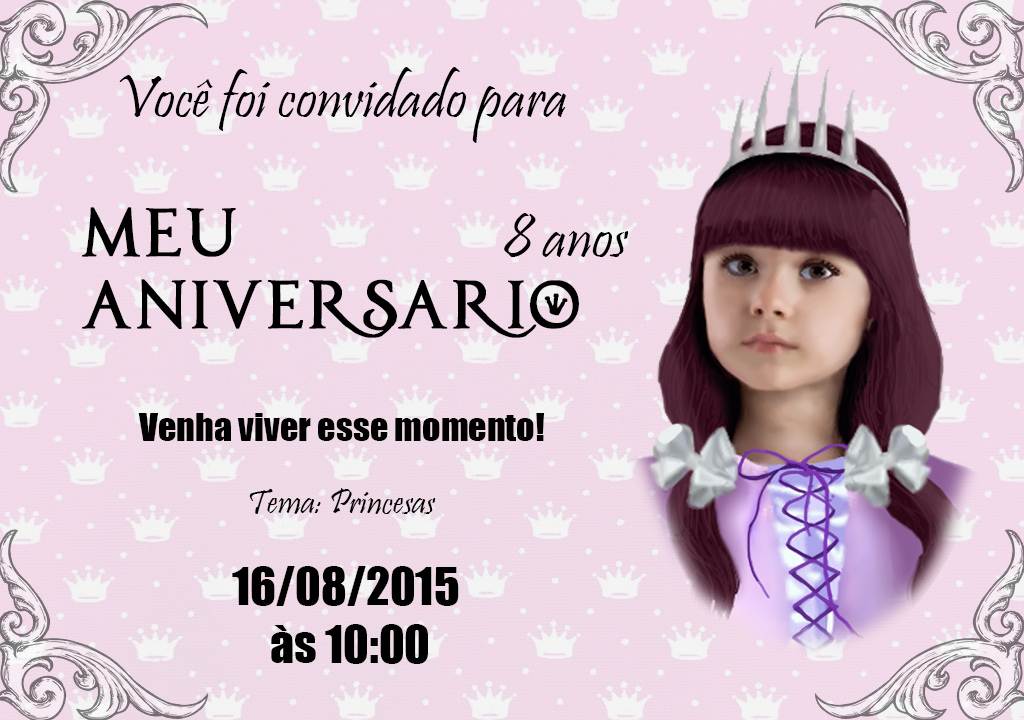 Você foi convidado para
MEU
8 anos
ANIVERSARIO
Venha viver esse momento!
Tema: Princesas
16/08/2015
às 10:00